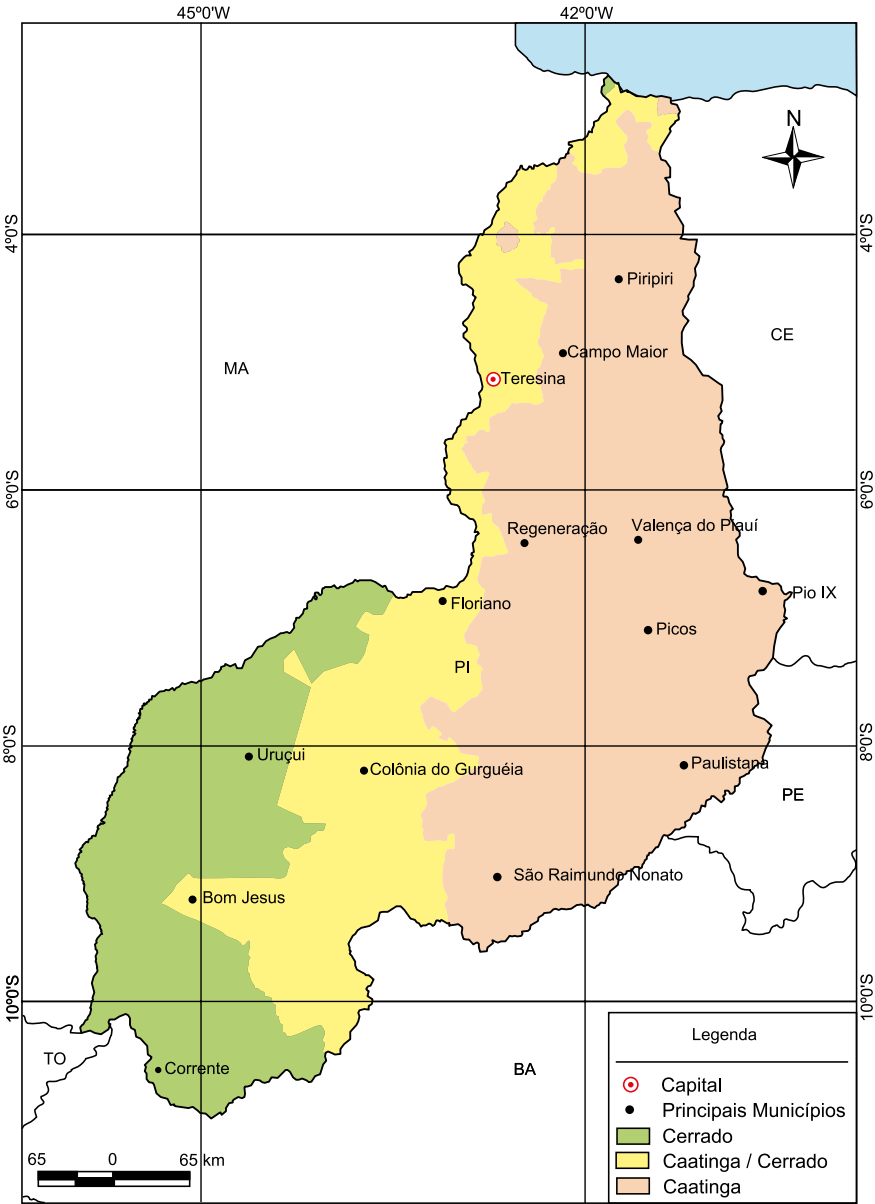 45º0'0'W
42º0'W
N
4º0'S
4º0'S
Piripiri
CE
Campo Maior
MA
Teresina
6º0'S
6º0'S
Regeneração
Valença do Piauí
Pio IX
Floriano
Picos
PI
8º0'S
8º0'S
Uruçui
Colônia do Gurguéia
Paulistana
PE
São Raimundo Nonato
Bom Jesus
10º0'S
10º0'S
TO
Corrente
BA
Legenda
Capital
Principais Municípios
Cerrado
Caatinga / Cerrado
Caatinga
65 0 65 km